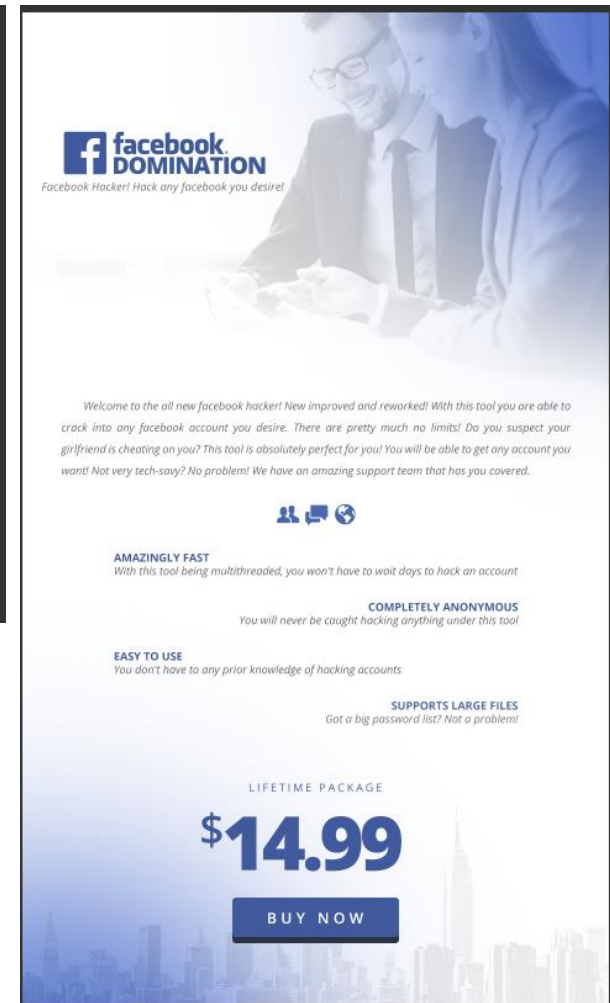 facebook.
DOMINATION
Facebook Hacker! Hack any facebook you desire!
Welcome to the all new facebook hacker! New improved and reworked! With this tool you are able to
crack into any facebook account you desire. There are pretty much no limits! Do you suspect your
girlfriend is cheating on you? This tool is absolutely perfect for you! You will be able to get any account you
want! Not very tech-savy? No problem! We have an amazing support team that has you covered.
AMAZINGLY FAST
With this tool being multithreaded, you won't have to wait days to hack an account
COMPLETELY ANONYMOUS
You will never be caught hacking anything under this tool
EASY TO USE
You don't have to any prior knowledge of hacking accounts
SUPPORTS LARGE FILES
Got a big password list? Not a problem!
LIFETIME PACKAGE
$14.99
BUY NOW